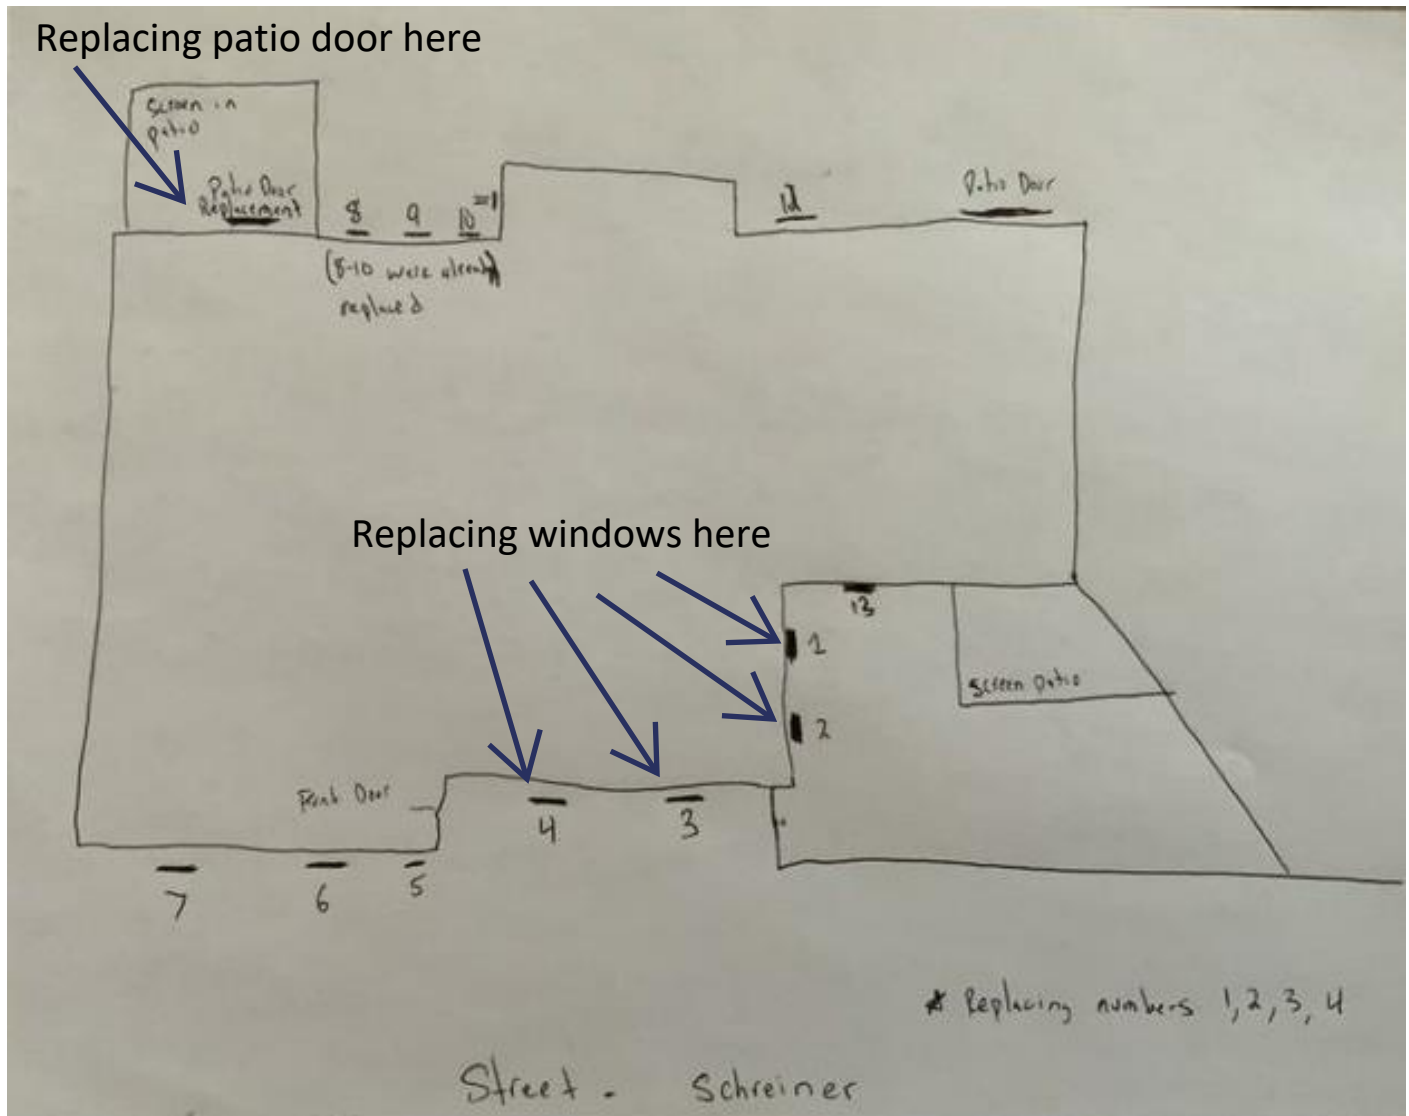 Replacing patio door here
Screen in
patio
Patio Door
Replacement
8
9
10
12
Patio Door
(8-10 were already
replaced
Replacing windows here
13
1
Screen Patio
2
Front Door
4
3
7
6
5
* Replacing numbers 1, 2, 3, 4
Street - Schreiner